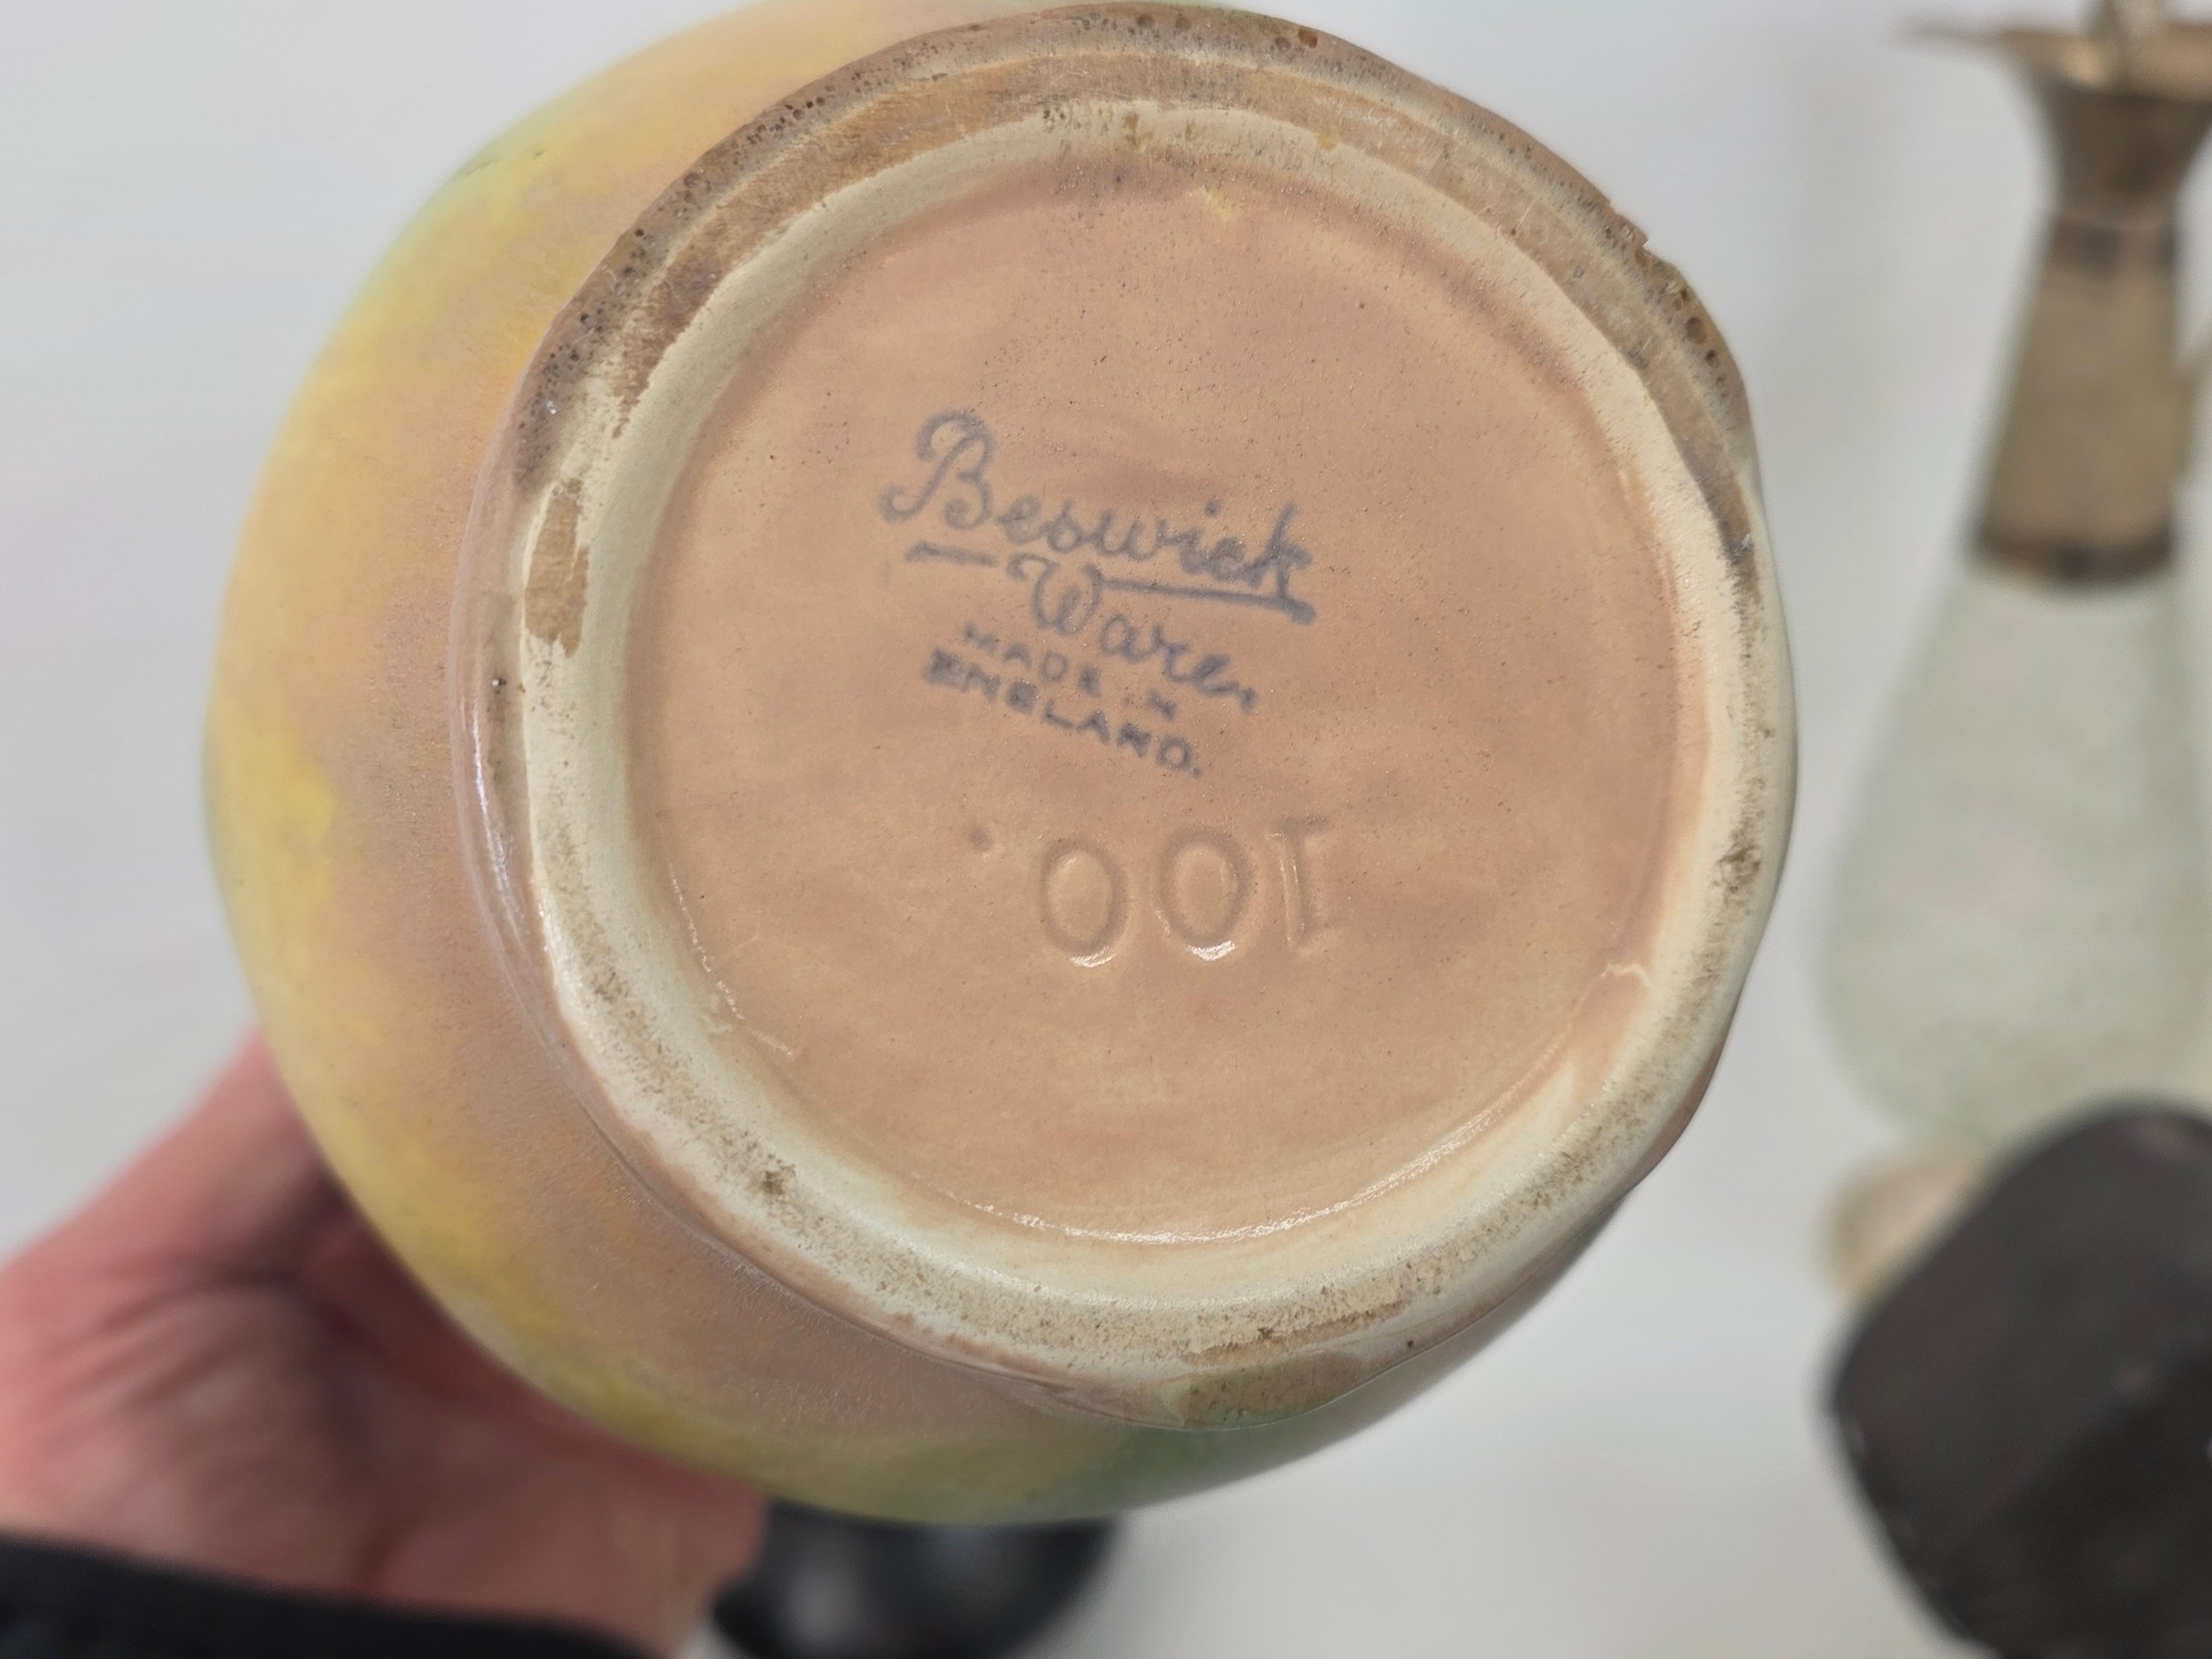 Beswick
Ware
MADE IN
ENGLAND.
100.